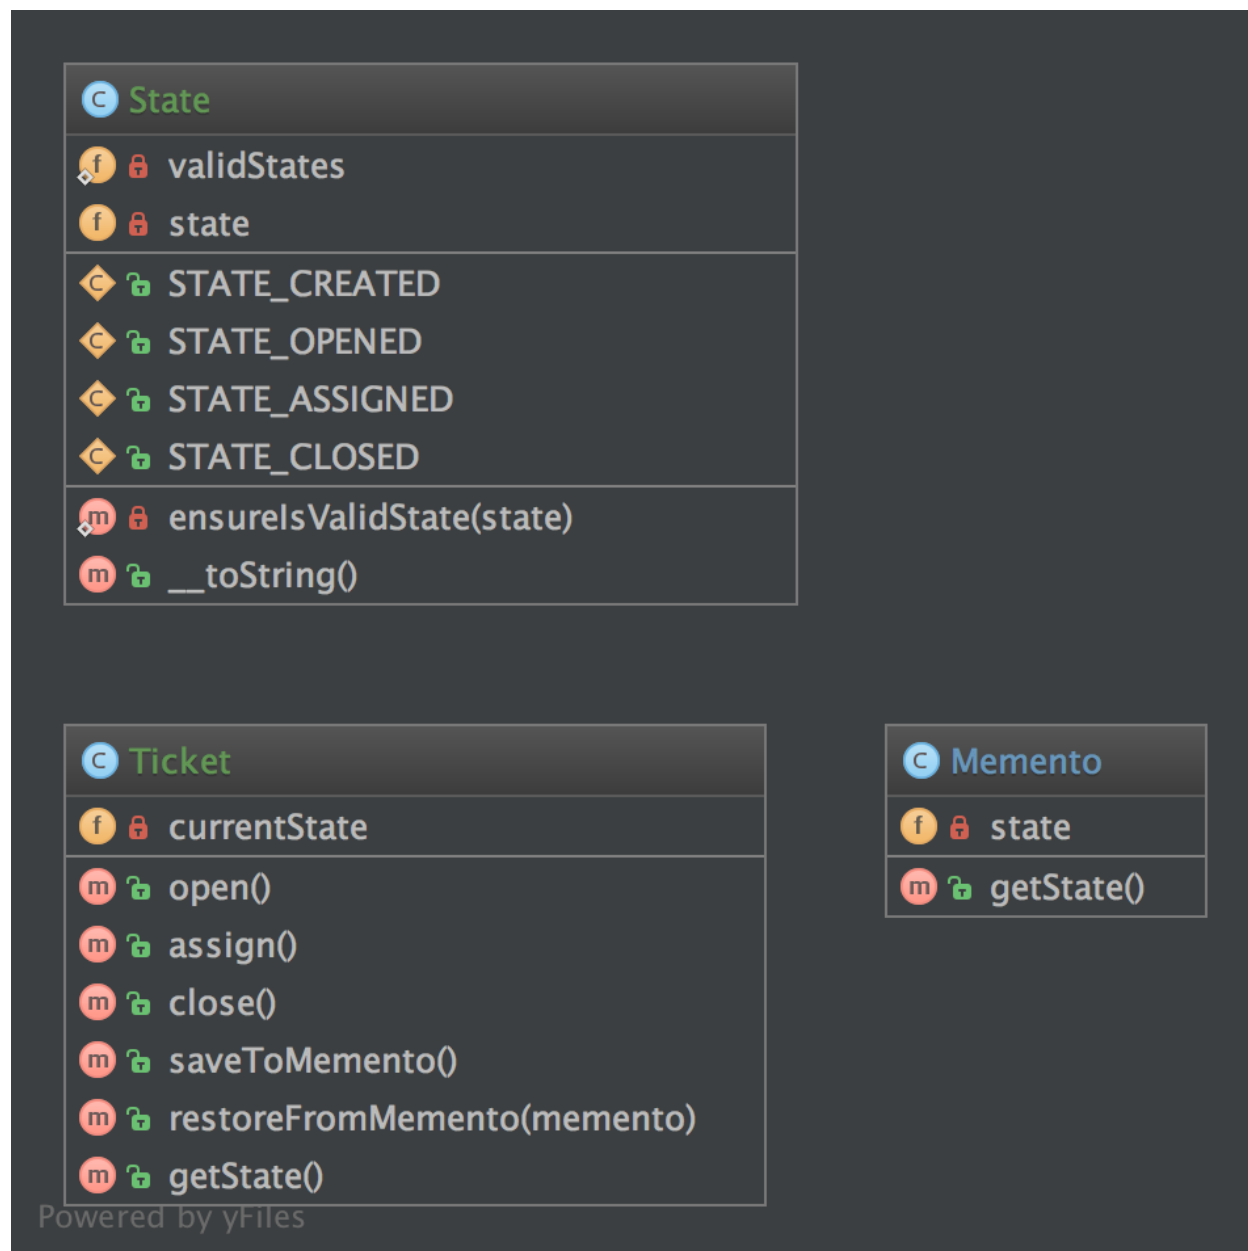 State
validStates
state
STATE_CREATED
STATE_OPENED
STATE_ASSIGNED
STATE_CLOSED
ensureIsValidState(state)
__toString()
Ticket
currentState
open()
assign()
close()
saveToMemento()
restoreFromMemento(memento)
getState()
Memento
state
getState()
Powered by yFiles